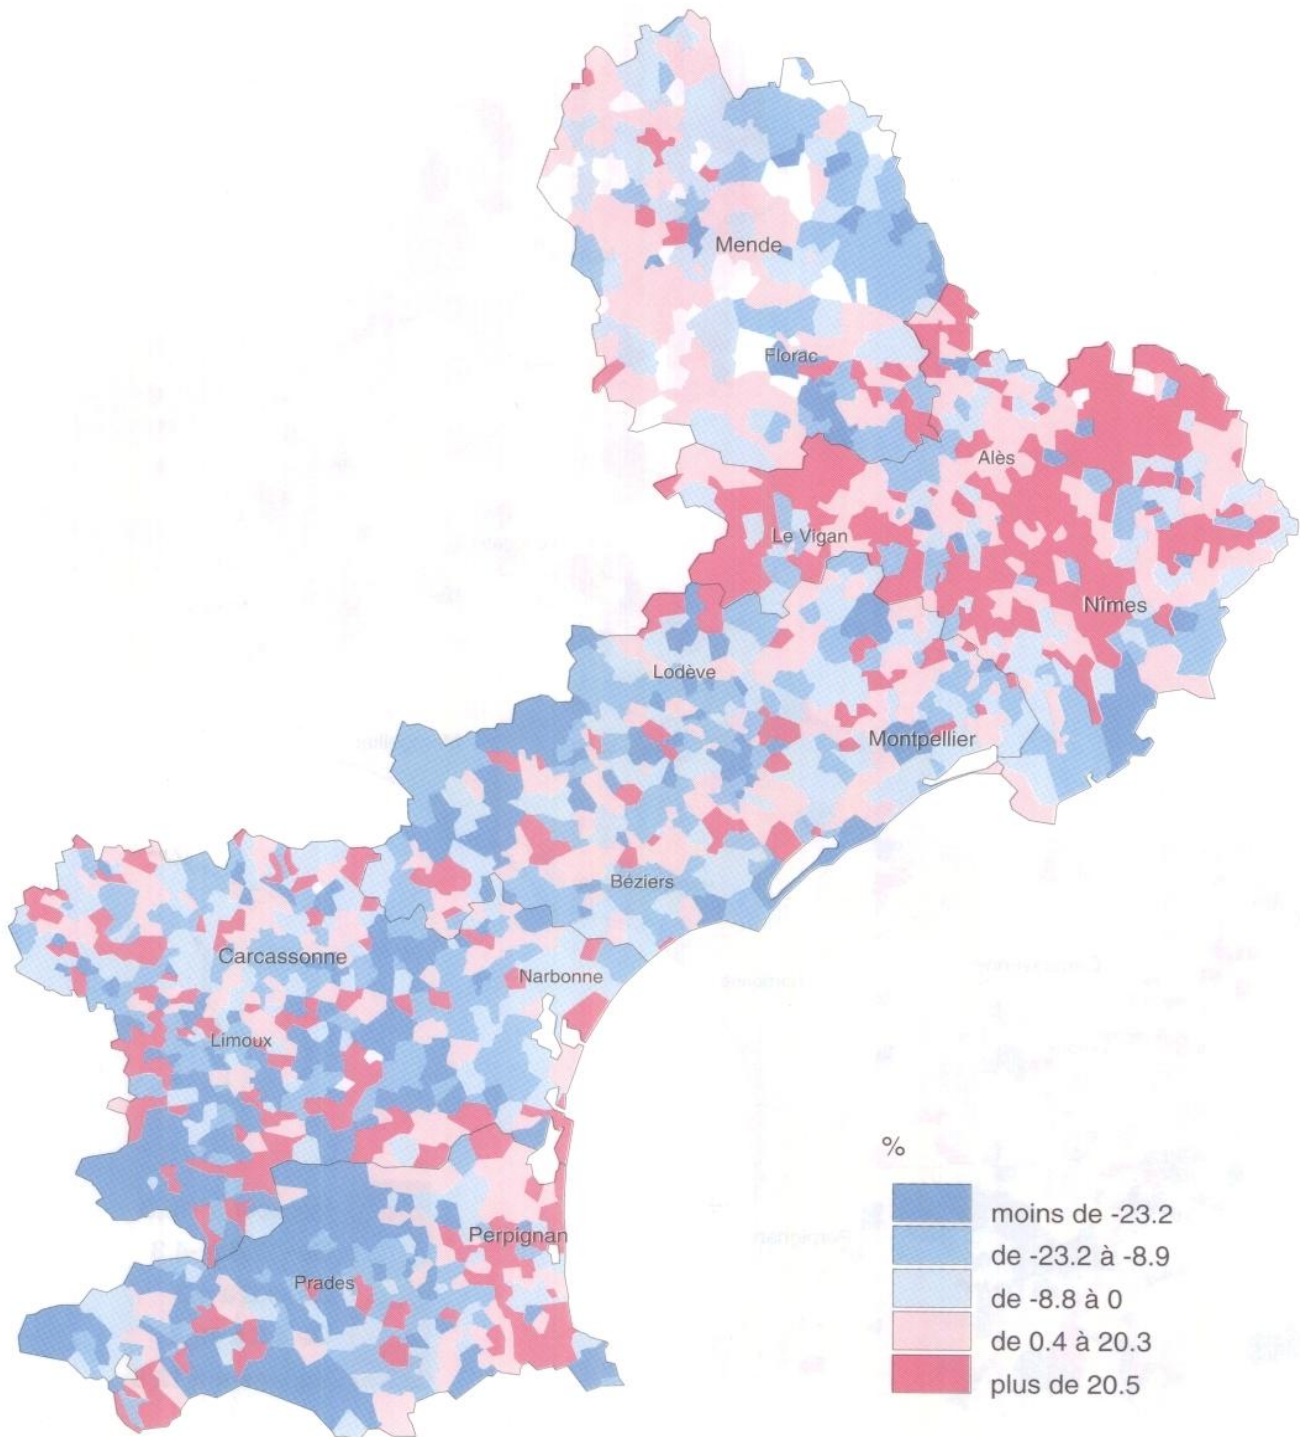 Mende
Florac
Alès
Le Vigan
Nîmes
Lodève
Montpellier
Béziers
Carcassonne
Narbonne
Limoux
Perpignan
Prades
%
moins de -23.2
de -23.2 à -8.9
de -8.8 à 0
de 0.4 à 20.3
plus de 20.5